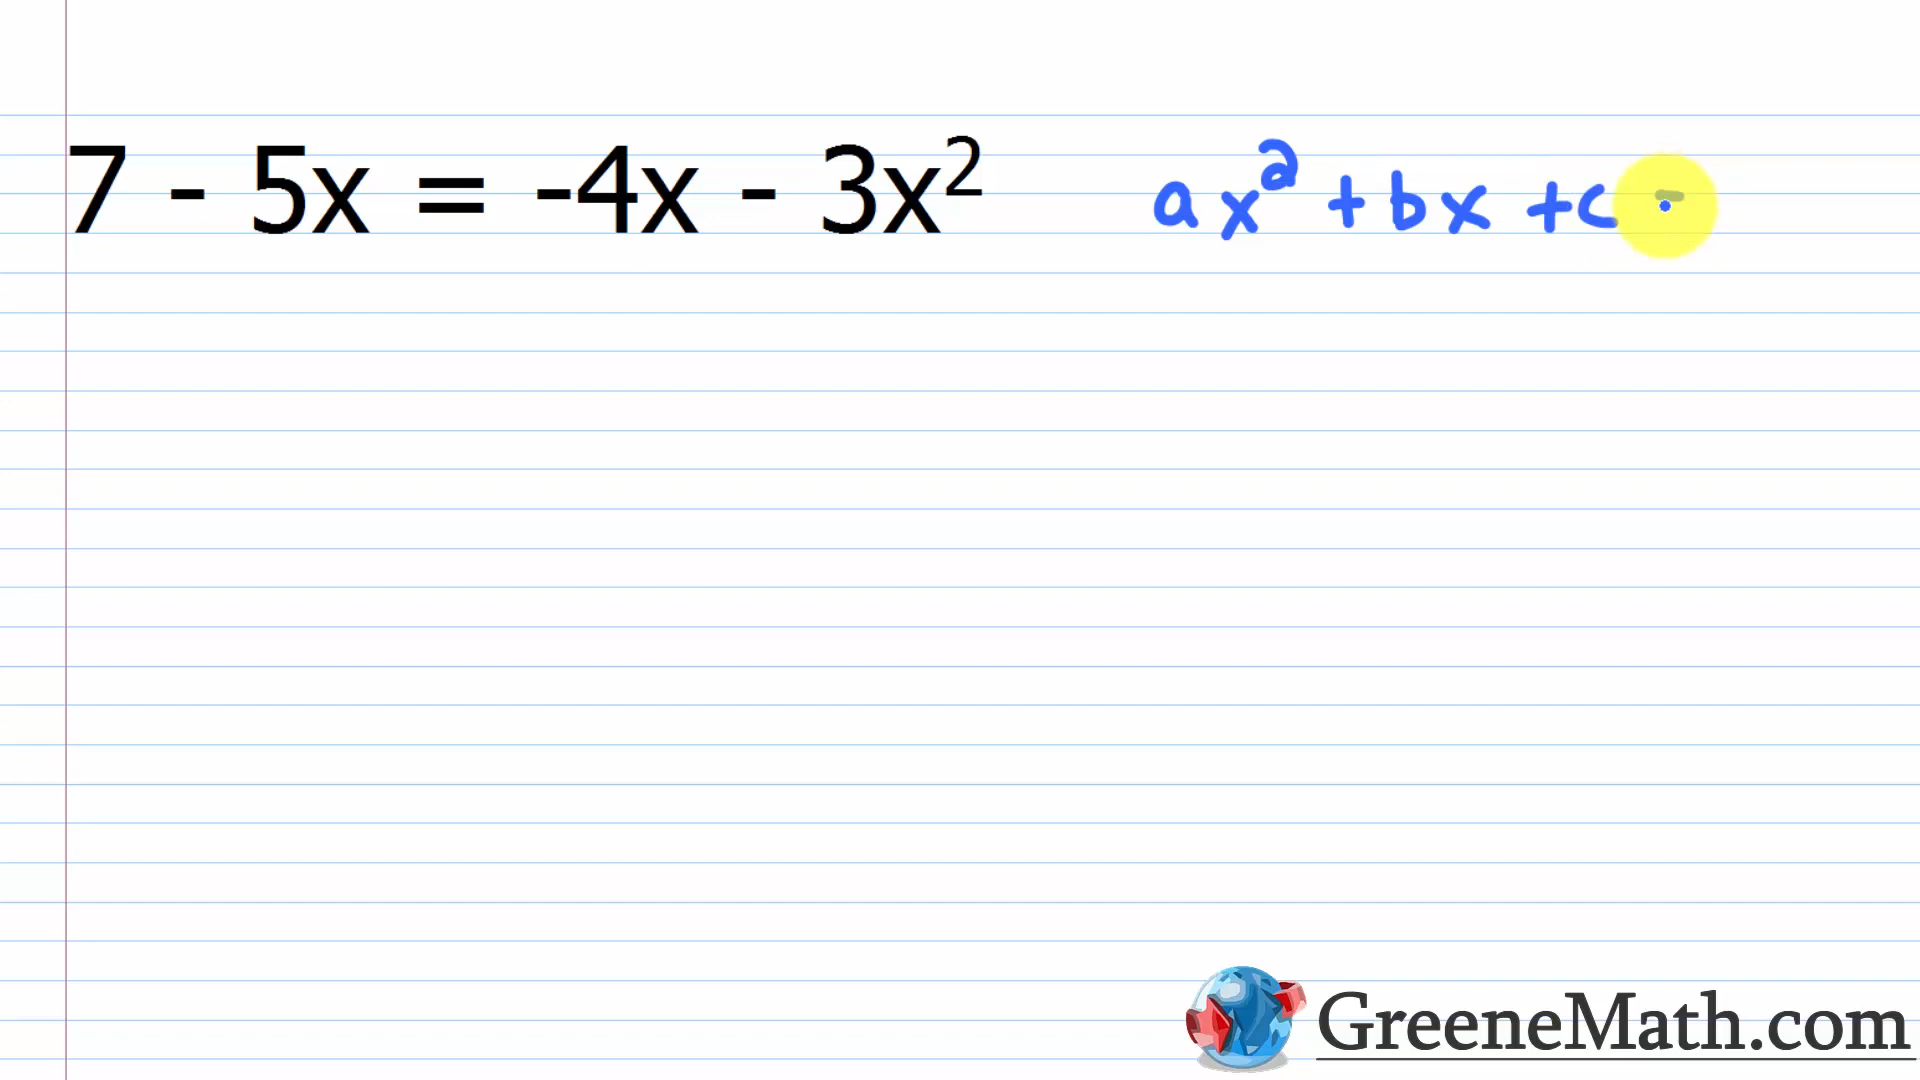 7 - 5x = -4x - 3x² ax² + bx + c =
GreeneMath.com